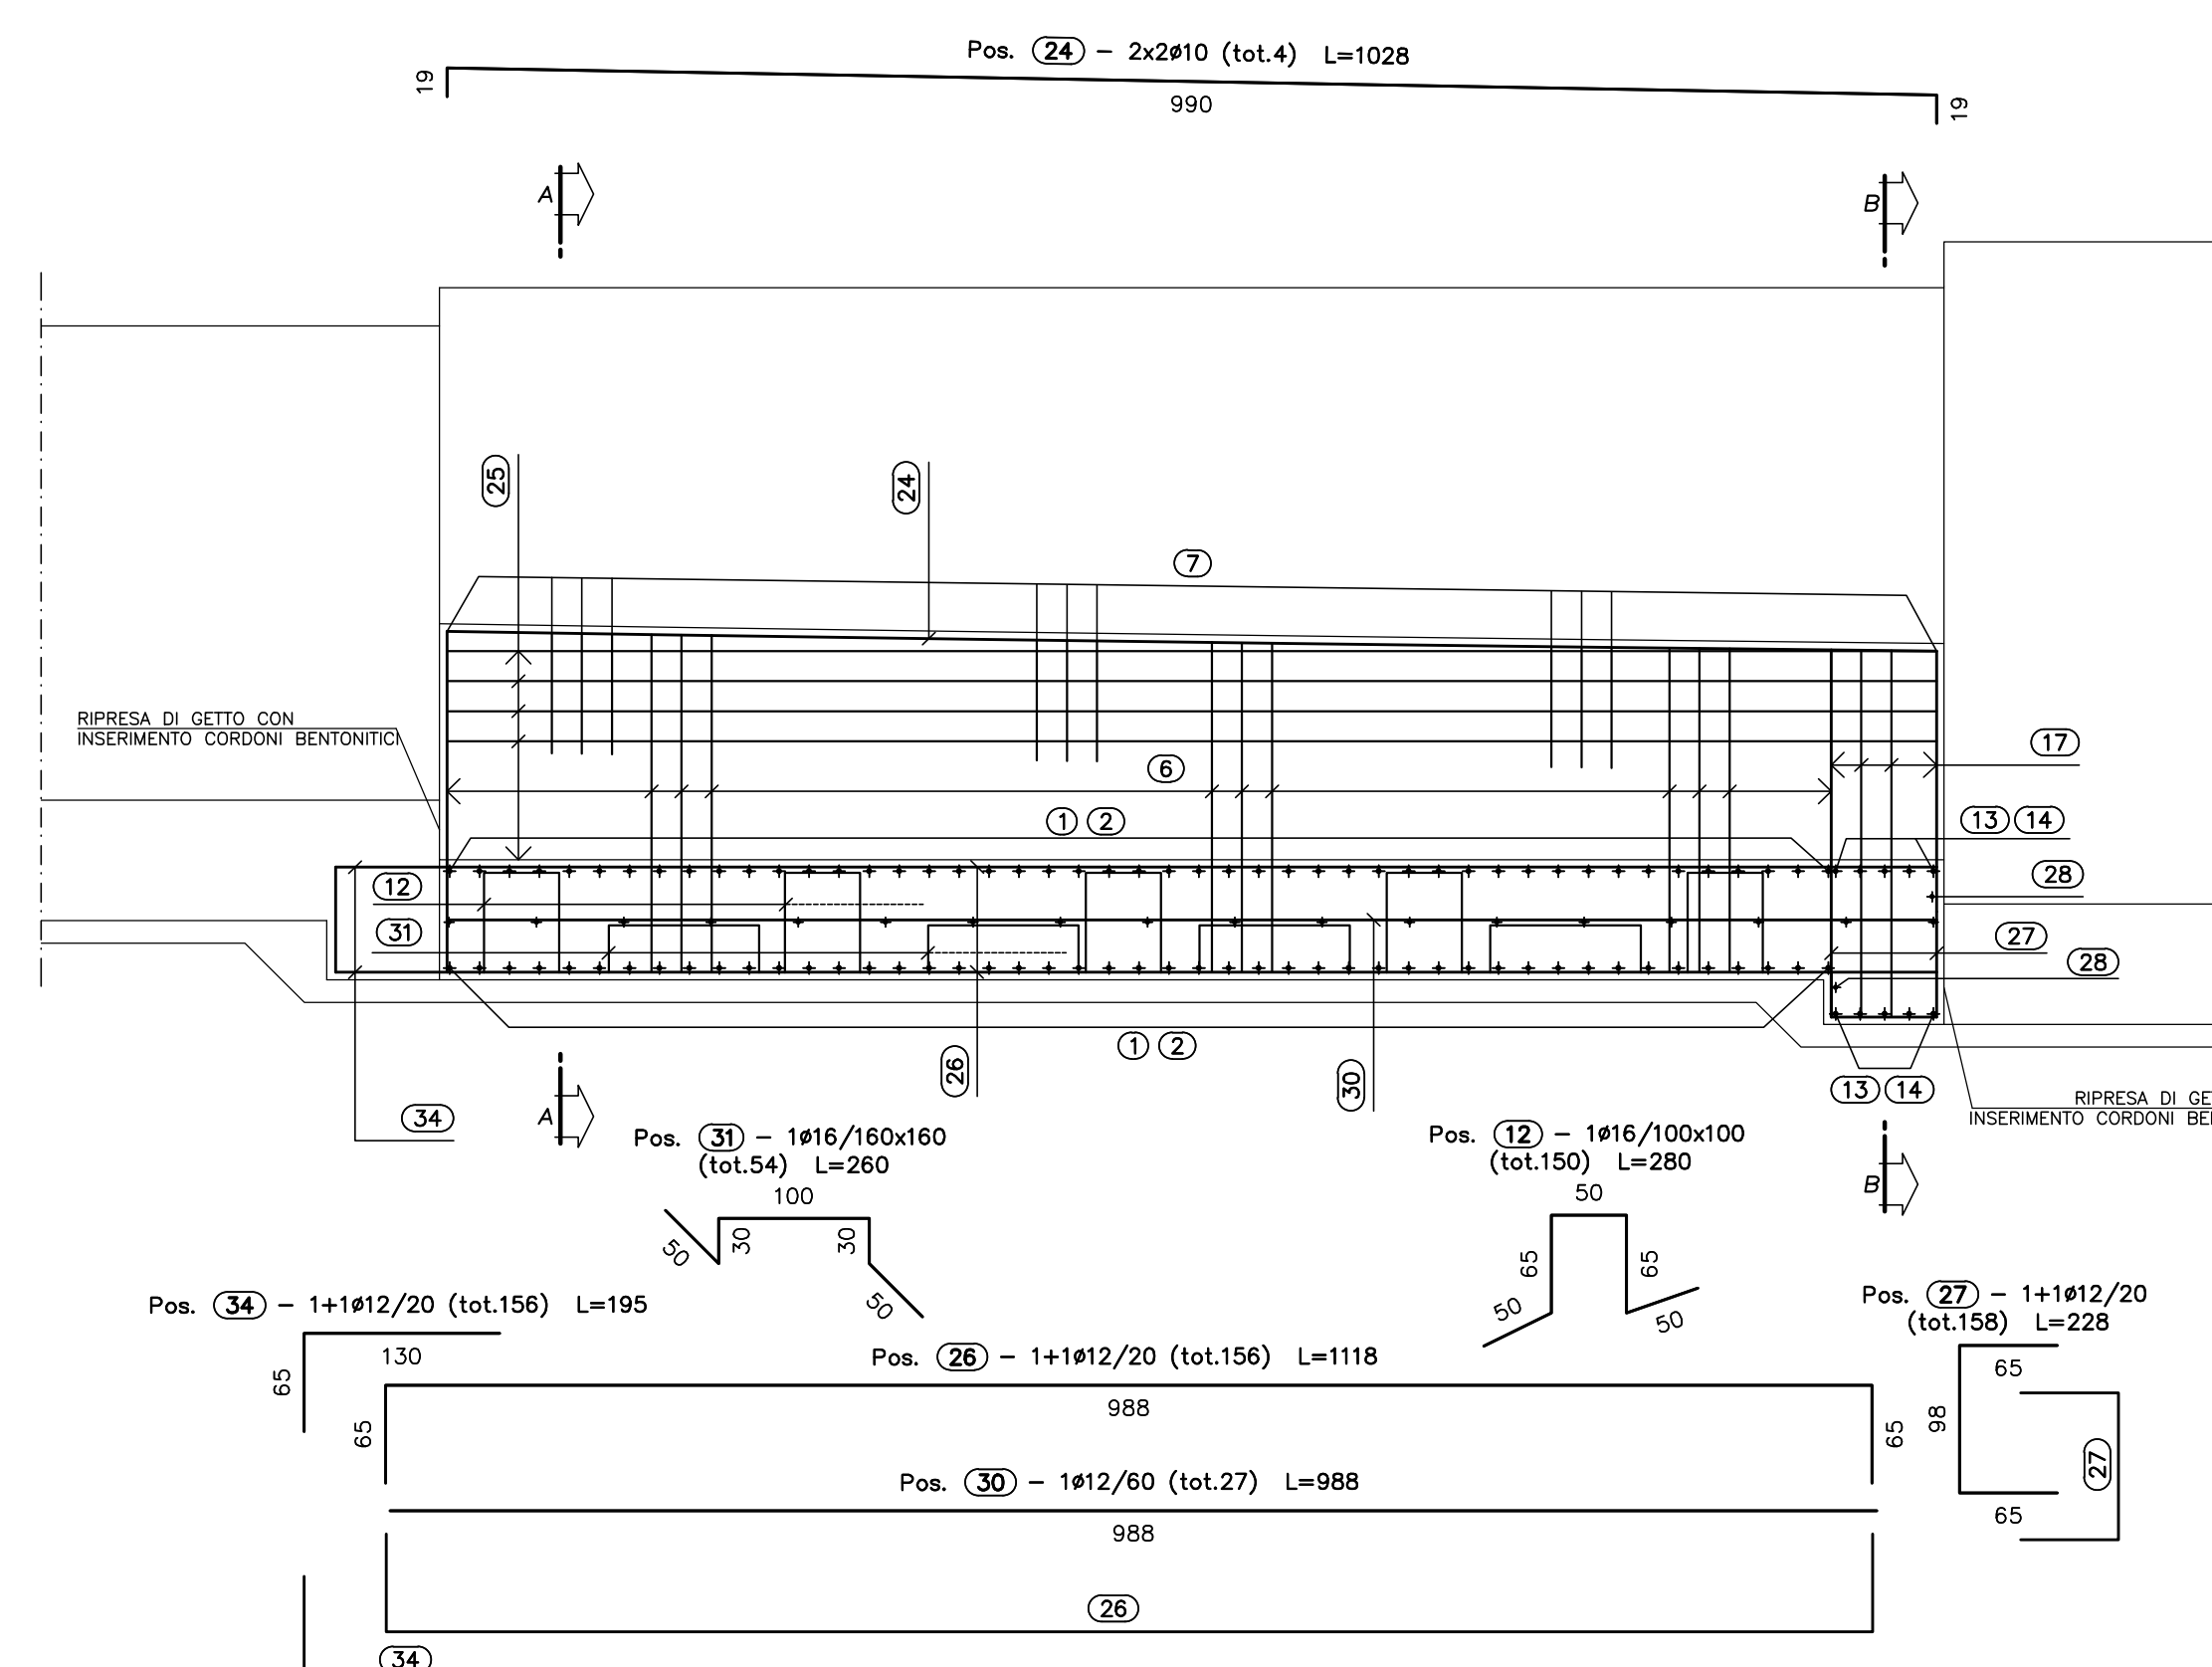 Pos. 24 – 2x2ø10 (tot.4) L=1028
19
990
19
A
B
25
24
7
RIPRESA DI GETTO CON
INSERIMENTO CORDONI BENTONITICI
17
6
1 2
13 14
12
28
31
27
28
1 2
26
30
13 14
34
A
RIPRESA DI GE
INSERIMENTO CORDONI BE
B
Pos. 31 – 1ø16/160x160
(tot.54) L=260
100
50
30
30
50
Pos. 12 – 1ø16/100x100
(tot.150) L=280
50
65
65
50
50
Pos. 34 – 1+1ø12/20 (tot.156) L=195
130
65
Pos. 27 – 1+1ø12/20
(tot.158) L=228
65
98
27
65
Pos. 26 – 1+1ø12/20 (tot.156) L=1118
988
65
65
Pos. 30 – 1ø12/60 (tot.27) L=988
988
26
34